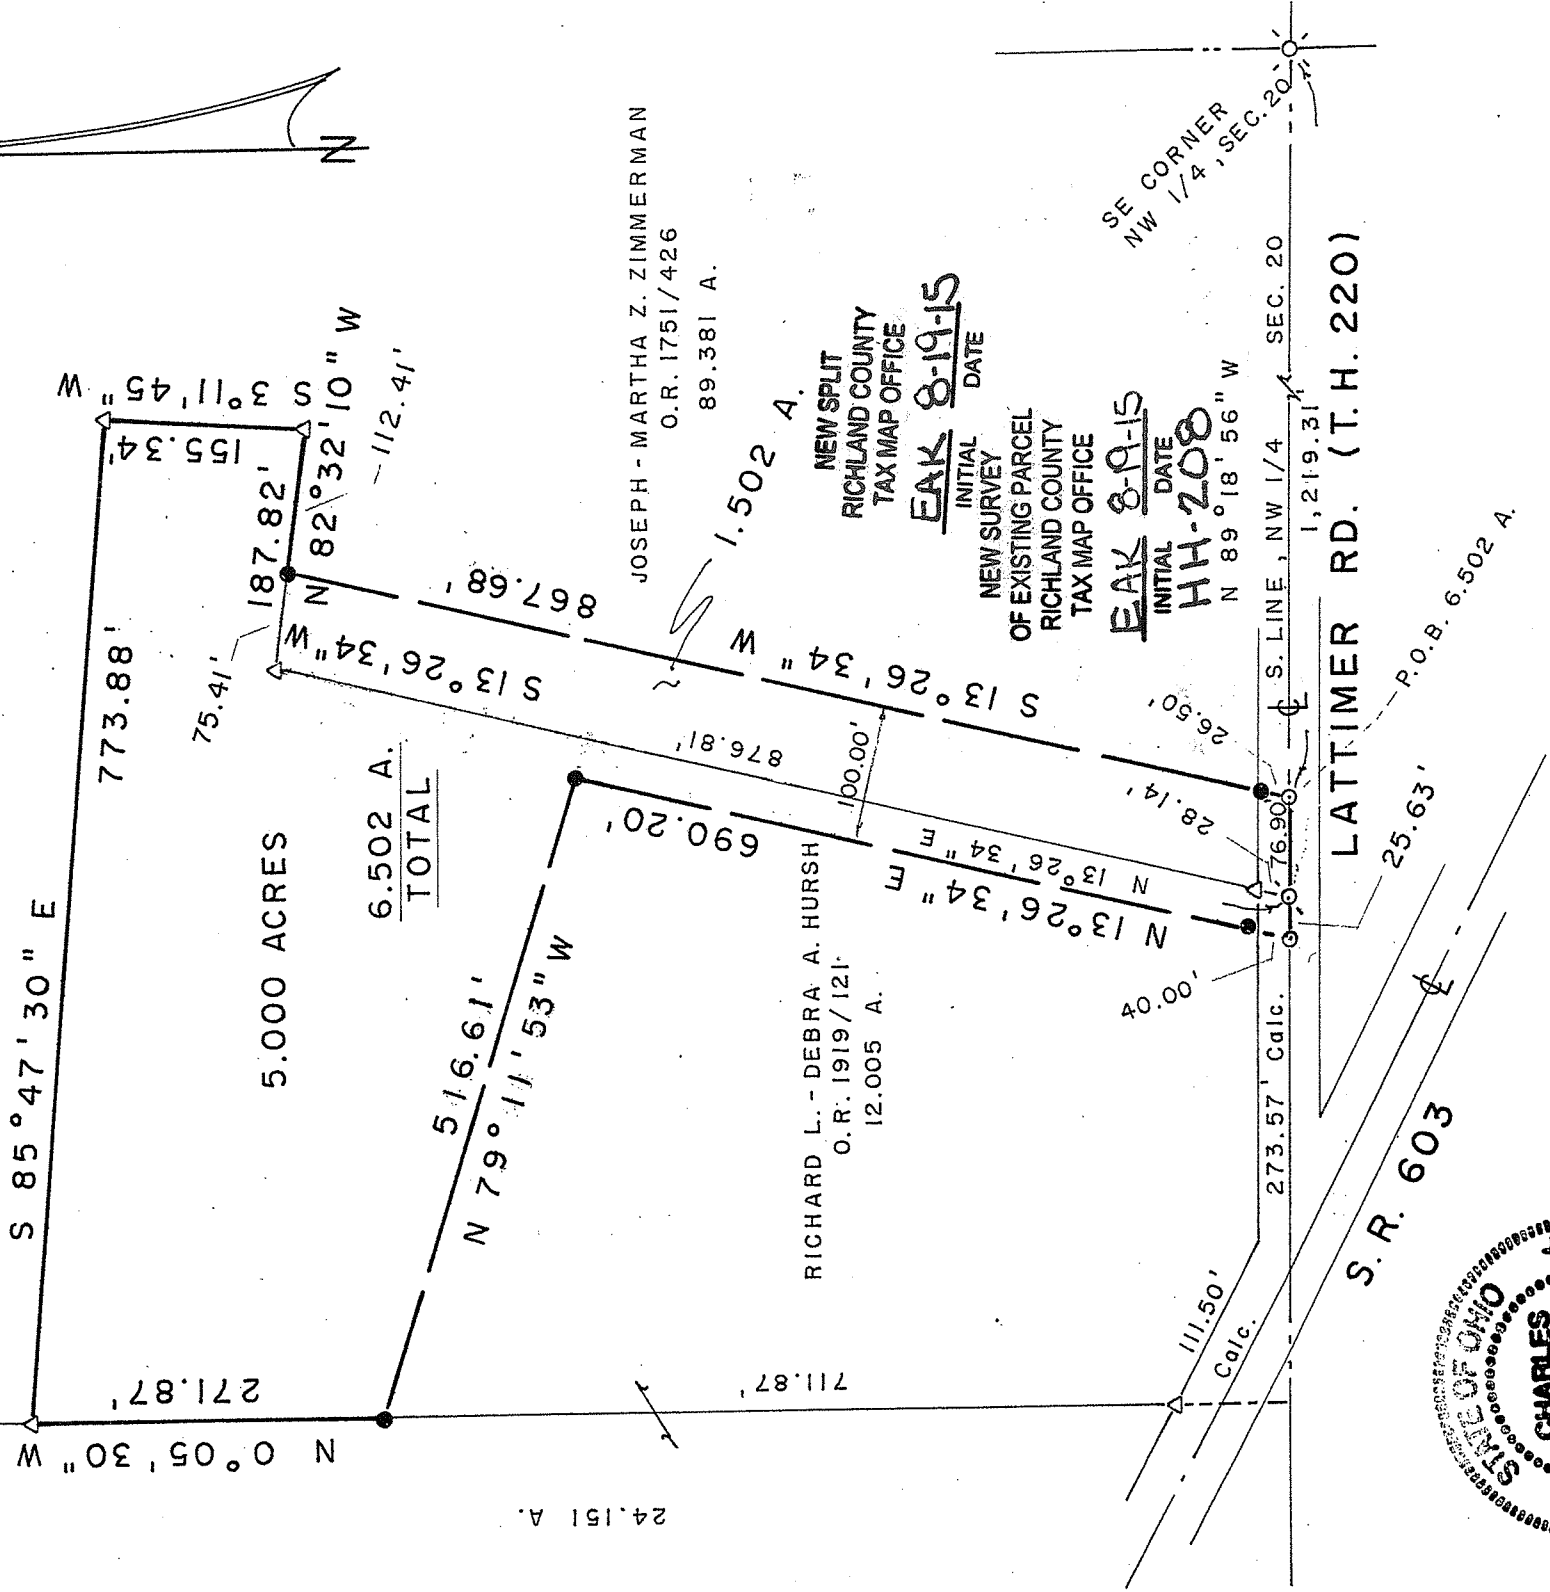 N
S 85°47'30" E
773.88'
155.34'
S 3°11'45" W
187.82'
N 82°32'10" W
112.41'
75.41'
271.87'
N 0°05'30" W
5.000 ACRES
6.502 A.
TOTAL
516.61'
N 79°11'53" W
S 13°26'34" W
876.81'
N 13°26'34" E
867.68'
S 13°26'34" W
690.20'
N 13°26'34" E
100.00'
JOSEPH - MARTHA Z. ZIMMERMAN
O.R. 1751/426
89.381 A.
1.502 A.
NEW SPLIT
RICHLAND COUNTY
TAX MAP OFFICE
EAK 8-19-15
INITIAL DATE
NEW SURVEY
OF EXISTING PARCEL
RICHLAND COUNTY
TAX MAP OFFICE
EAK 8-19-15
INITIAL DATE
HH-208
N 89°18'56" W
SE CORNER
NW 1/4, SEC. 20
S. LINE, NW 1/4 SEC. 20
1,219.31'
RICHARD L. - DEBRA A. HURSH
O.R. 1919/121
12.005 A.
26.50'
28.14'
76.90'
40.00'
25.63'
P.O.B. 6.502 A.
LATTIMER RD. (T.H. 220)
273.57' Calc.
111.50'
Calc.
711.87'
24.151 A.
S.R. 603
STATE OF OHIO
CHARLES